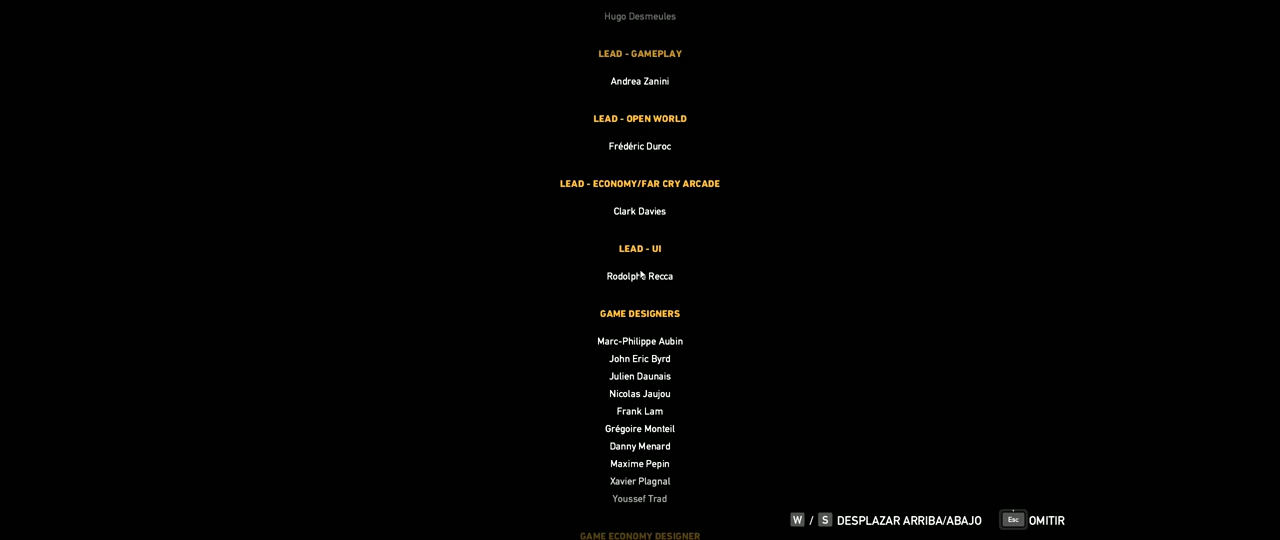 Hugo Desmeules
LEAD - GAMEPLAY
Andrea Zanini
LEAD - OPEN WORLD
Frédéric Duroc
LEAD - ECONOMY/FAR CRY ARCADE
Clark Davies
LEAD - UI
Rodolphe Recca
GAME DESIGNERS
Marc-Philippe Aubin
John Eric Byrd
Julien Daunais
Nicolas Jaujou
Frank Lam
Grégoire Monteil
Danny Menard
Maxime Pepin
Xavier Plagnal
Youssef Trad
GAME ECONOMY DESIGNER
W / S DESPLAZAR ARRIBA/ABAJO Esc OMITIR